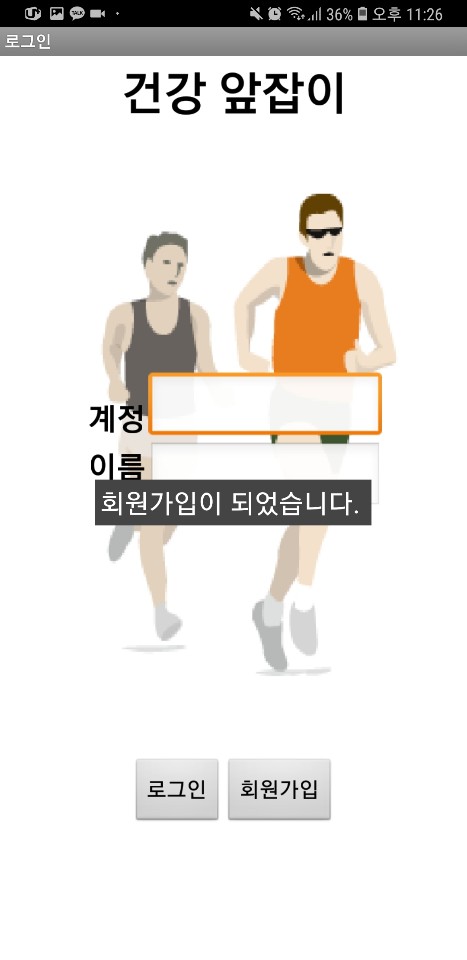 36% 오후 11:26
로그인
건강 앞잡이
계정
이름
회원가입이 되었습니다.
로그인 회원가입